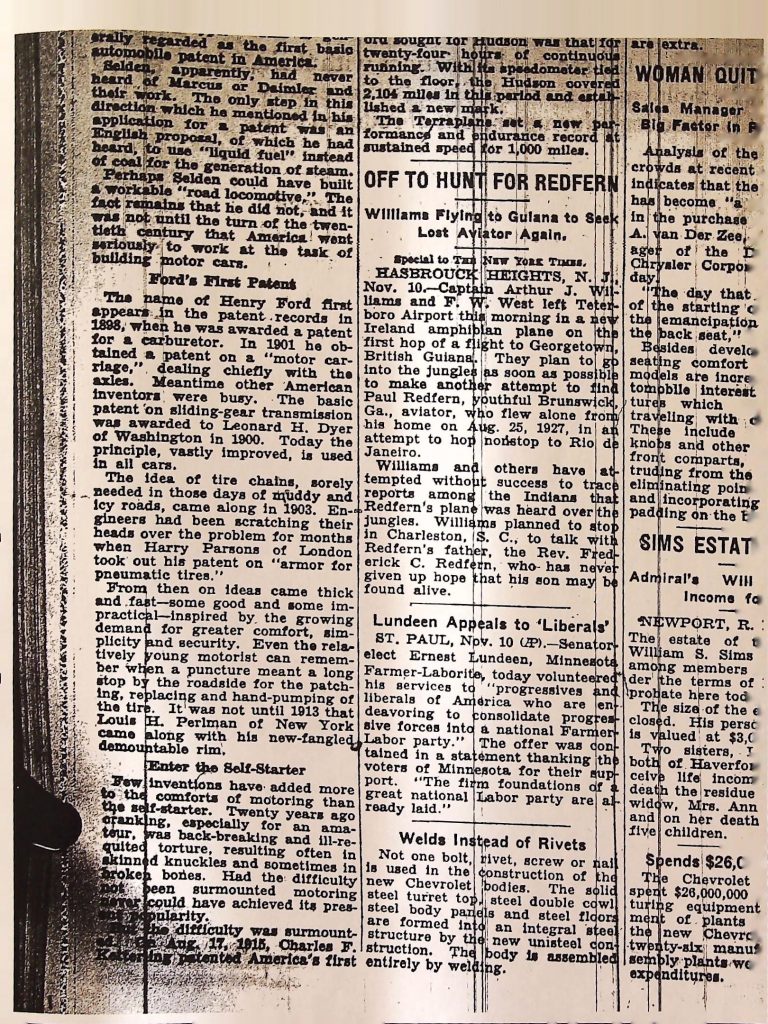 erally regarded as the first basic
automobile patent in America.
Selden, apparently, had never
heard of Marcus or Daimler and
their work. The only step in this
direction which he mentioned in his
application for a patent was an
English proposal, of which he had
heard, to use "liquid fuel" instead
of coal for the generation of steam.
Perhaps Selden could have built
a workable "road locomotive." The
fact remains that he did not, and it
was not until the turn of the twen-
tieth century that America went
seriously to work at the task of
building motor cars.
Ford's First Patent
The name of Henry Ford first
appears in the patent records in
1898, when he was awarded a patent
for a carburetor. In 1901 he ob-
tained a patent on a "motor car-
riage," dealing chiefly with the
axles. Meantime other American
inventors were busy. The basic
patent on sliding-gear transmission
was awarded to Leonard H. Dyer
of Washington in 1900. Today the
principle, vastly improved, is used
in all cars.
The idea of tire chains, sorely
needed in those days of muddy and
icy roads, came along in 1903. En-
gineers had been scratching their
heads over the problem for months
when Harry Parsons of London
took out his patent on "armor for
pneumatic tires."
From then on ideas came thick
and fast—some good and some im-
practical—inspired by the growing
demand for greater comfort, sim-
plicity and security. Even the rela-
tively young motorist can remem-
ber when a puncture meant a long
stop by the roadside for the patch-
ing, replacing and hand-pumping of
the tire. It was not until 1913 that
Louis H. Perlman of New York
came along with his new-fangled
demountable rim.
Enter the Self-Starter
Few inventions have added more
to the comforts of motoring than
the self-starter. Twenty years ago
cranking, especially for an ama-
teur, was back-breaking and ill-re-
quited torture, resulting often in
skinned knuckles and sometimes in
broken bones. Had the difficulty
not been surmounted motoring
never could have achieved its pres-
ent popularity.
But the difficulty was surmount-
ed. On Aug. 17, 1915, Charles F.
Kettering patented America's first
ord sought for Hudson was that for
twenty-four hours of continuous
running. With its speedometer tied
to the floor, the Hudson covered
2,104 miles in this period and estab-
lished a new mark.
The Terraplane set a new per-
formance and endurance record at
sustained speed for 1,000 miles.
OFF TO HUNT FOR REDFERN
Williams Flying to Guiana to Seek
Lost Aviator Again.
Special to THE NEW YORK TIMES.
HASBROUCK HEIGHTS, N. J.,
Nov. 10.—Captain Arthur J. Wil-
liams and F. W. West left Teter-
boro Airport this morning in a new
Ireland amphibian plane on the
first hop of a flight to Georgetown,
British Guiana. They plan to go
into the jungles as soon as possible
to make another attempt to find
Paul Redfern, youthful Brunswick,
Ga., aviator, who flew alone from
his home on Aug. 25, 1927, in an
attempt to hop nonstop to Rio de
Janeiro.
Williams and others have at-
tempted without success to trace
reports among the Indians that
Redfern's plane was heard over the
jungles. Williams planned to stop
in Charleston, S. C., to talk with
Redfern's father, the Rev. Fred-
erick C. Redfern, who has never
given up hope that his son may be
found alive.
Lundeen Appeals to 'Liberals'
ST. PAUL, Nov. 10 (AP).—Senator-
elect Ernest Lundeen, Minnesota
Farmer-Laborite, today volunteered
his services to "progressives and
liberals of America who are en-
deavoring to consolidate progres-
sive forces into a national Farmer-
Labor party." The offer was con-
tained in a statement thanking the
voters of Minnesota for their sup-
port. "The firm foundations of a
great national Labor party are al-
ready laid."
Welds Instead of Rivets
Not one bolt, rivet, screw or nail
is used in the construction of the
new Chevrolet bodies. The solid
steel turret top, steel double cowl,
steel body panels and steel floors
are formed into an integral steel
structure by the new unisteel con-
struction. The body is assembled
entirely by welding.
are extra.
WOMAN QUIT
Sales Manager
Big Factor in
Analysis of the
crowds at recent
indicates that the
has become "a
in the purchase
A. van Der Zee,
ager of the D
Chrysler Corpor
day.
"The day that
of the starting c
the emancipation
the back seat,"
Besides develo
seating comfort
models are incre
tomobile interest
tures which
traveling with c
These include
knobs and other
front comparts,
truding from the
eliminating poin
and incorporating
padding on the t
SIMS ESTAT
Admiral's Will
Income fo
NEWPORT, R.
The estate of t
William S. Sims
among members
der the terms of
probate here tod
The size of the e
closed. His perso
is valued at $3,0
Two sisters,
both of Haverfor
ceive life incom
death the residue
widow, Mrs. Ann
and on her death
five children.
Spends $26,0
The Chevrolet
spent $26,000,000
turing equipment
ment of plants
the new Chevro
twenty-six manuf
sembly plants wo
expenditures.